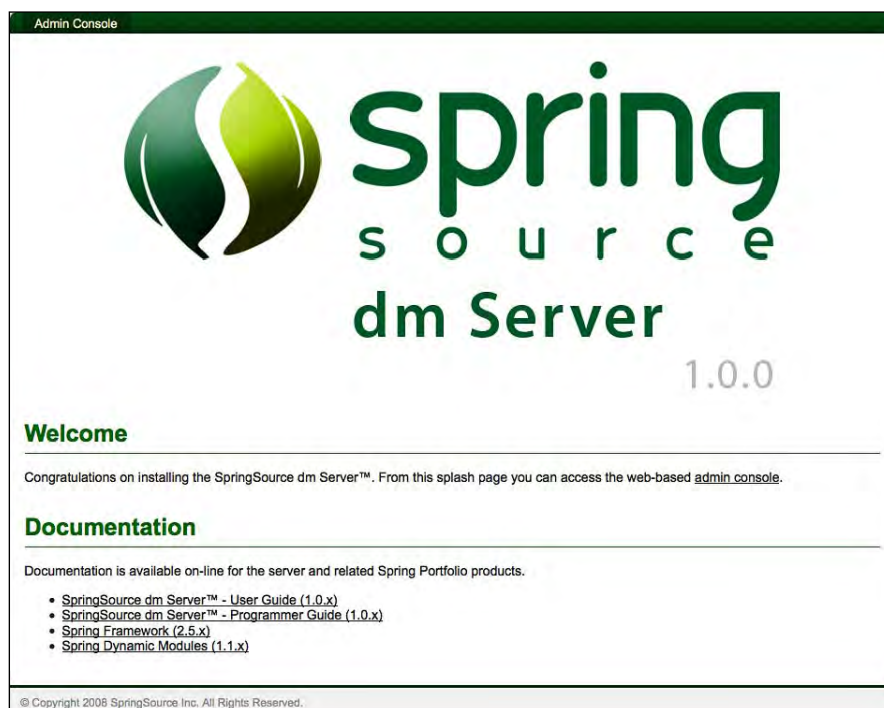 Admin Console
spring
source
dm Server
1.0.0
Welcome
Congratulations on installing the SpringSource dm Server™. From this splash page you can access the web-based admin console.
Documentation
Documentation is available on-line for the server and related Spring Portfolio products.
• SpringSource dm Server™ - User Guide (1.0.x)
• SpringSource dm Server™ - Programmer Guide (1.0.x)
• Spring Framework (2.5.x)
• Spring Dynamic Modules (1.1.x)
© Copyright 2008 SpringSource Inc. All Rights Reserved.